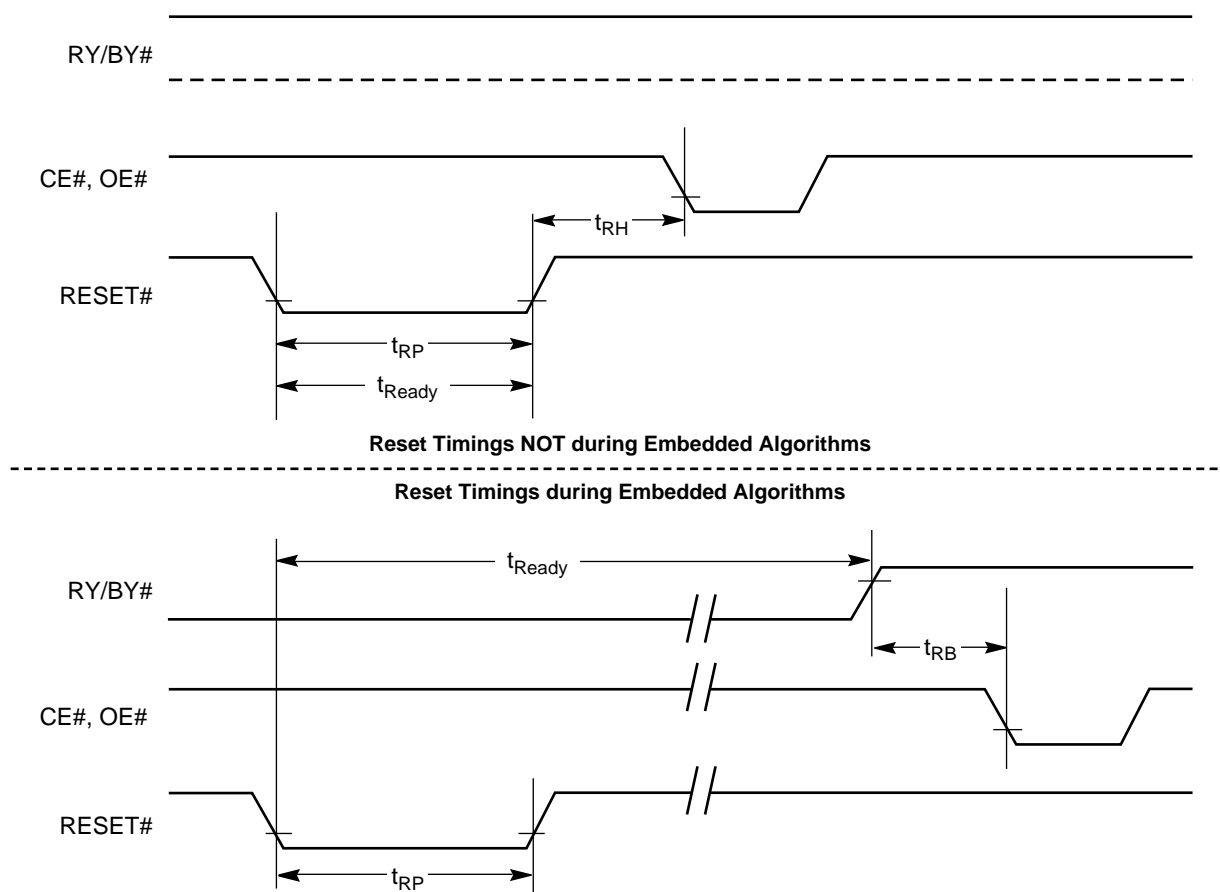 RY/BY#
CE#, OE#
tRH
RESET#
tRP
tReady
Reset Timings NOT during Embedded Algorithms
Reset Timings during Embedded Algorithms
tReady
RY/BY#
tRB
CE#, OE#
RESET#
tRP